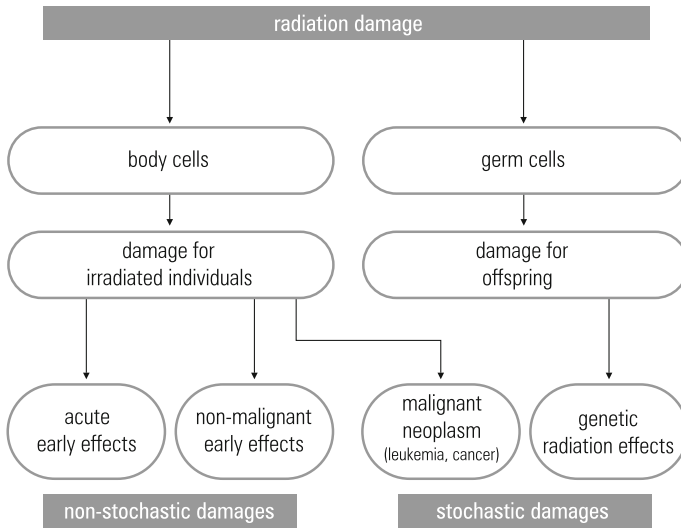 radiation damage
body cells
germ cells
damage for
irradiated individuals
damage for
offspring
acute
early effects
non-malignant
early effects
malignant
neoplasm
(leukemia, cancer)
genetic
radiation effects
non-stochastic damages
stochastic damages